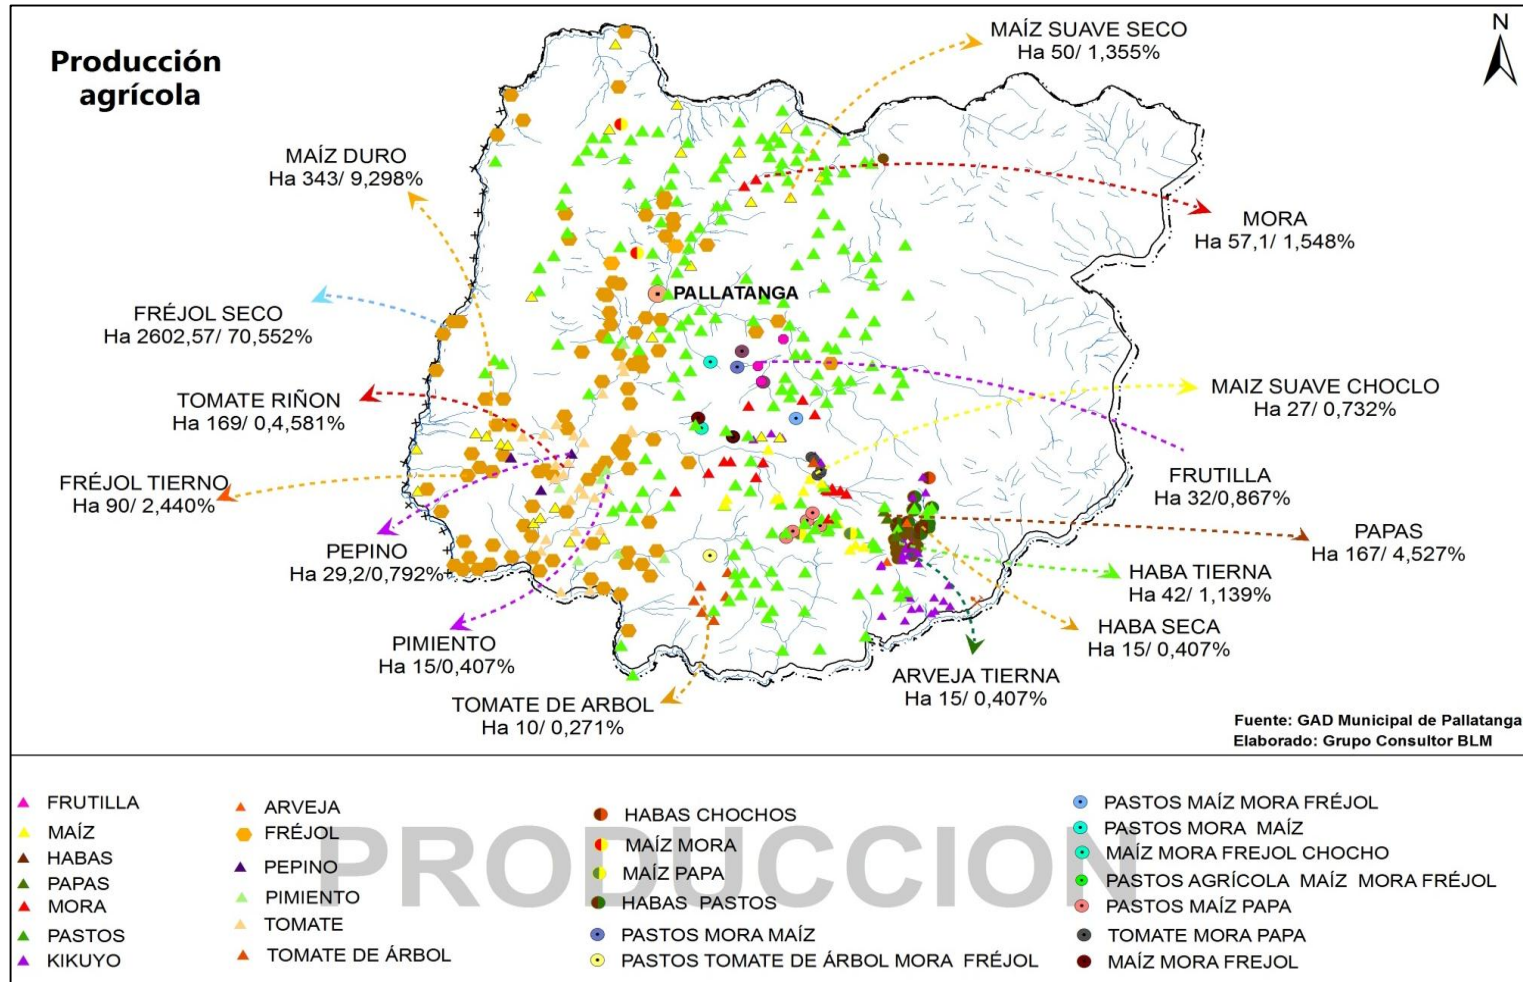 Producción
agrícola
N
MAÍZ SUAVE SECO
Ha 50/ 1,355%
MAÍZ DURO
Ha 343/ 9,298%
MORA
Ha 57,1/ 1,548%
FRÉJOL SECO
Ha 2602,57/ 70,552%
PALLATANGA
TOMATE RIÑON
Ha 169/ 0,4,581%
MAIZ SUAVE CHOCLO
Ha 27/ 0,732%
FRÉJOL TIERNO
Ha 90/ 2,440%
FRUTILLA
Ha 32/0,867%
PEPINO
Ha 29,2/0,792%
PAPAS
Ha 167/ 4,527%
HABA TIERNA
Ha 42/ 1,139%
PIMIENTO
Ha 15/0,407%
HABA SECA
Ha 15/ 0,407%
ARVEJA TIERNA
Ha 15/ 0,407%
TOMATE DE ARBOL
Ha 10/ 0,271%
Fuente: GAD Municipal de Pallatanga
Elaborado: Grupo Consultor BLM
PRODUCCION
FRUTILLA
MAÍZ
HABAS
PAPAS
MORA
PASTOS
KIKUYO
ARVEJA
FRÉJOL
PEPINO
PIMIENTO
TOMATE
TOMATE DE ÁRBOL
HABAS CHOCHOS
MAÍZ MORA
MAÍZ PAPA
HABAS PASTOS
PASTOS MORA MAÍZ
PASTOS TOMATE DE ÁRBOL MORA FRÉJOL
PASTOS MAÍZ MORA FRÉJOL
PASTOS MORA MAÍZ
MAÍZ MORA FREJOL CHOCHO
PASTOS AGRÍCOLA MAÍZ MORA FRÉJOL
PASTOS MAÍZ PAPA
TOMATE MORA PAPA
MAÍZ MORA FREJOL